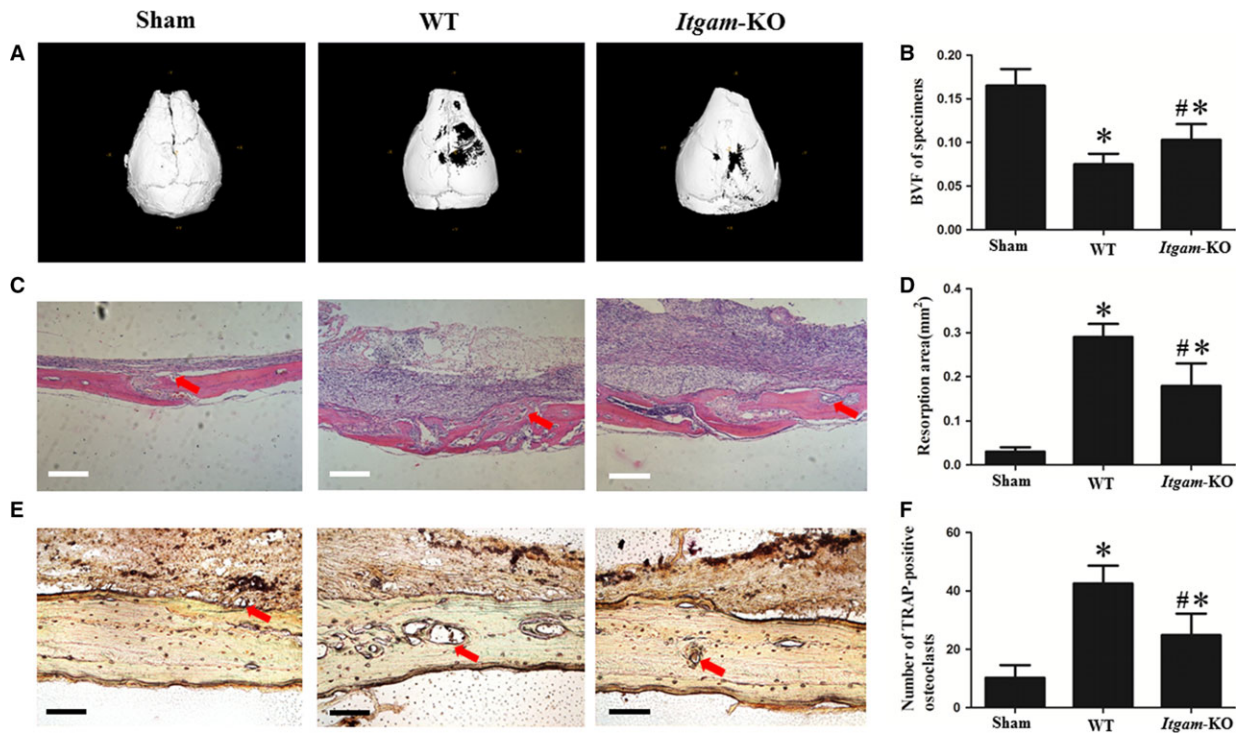 Sham WT Itgam-KO
A
B
BVF of specimens
0.20
0.15
0.10
0.05
0.00
*
#*
Sham WT Itgam-KO
C
D
Resorption area(mm²)
0.4
0.3
0.2
0.1
0.0
*
#*
Sham WT Itgam-KO
E
F
Number of TRAP-positive
osteoclasts
60
40
20
0
*
#*
Sham WT Itgam-KO